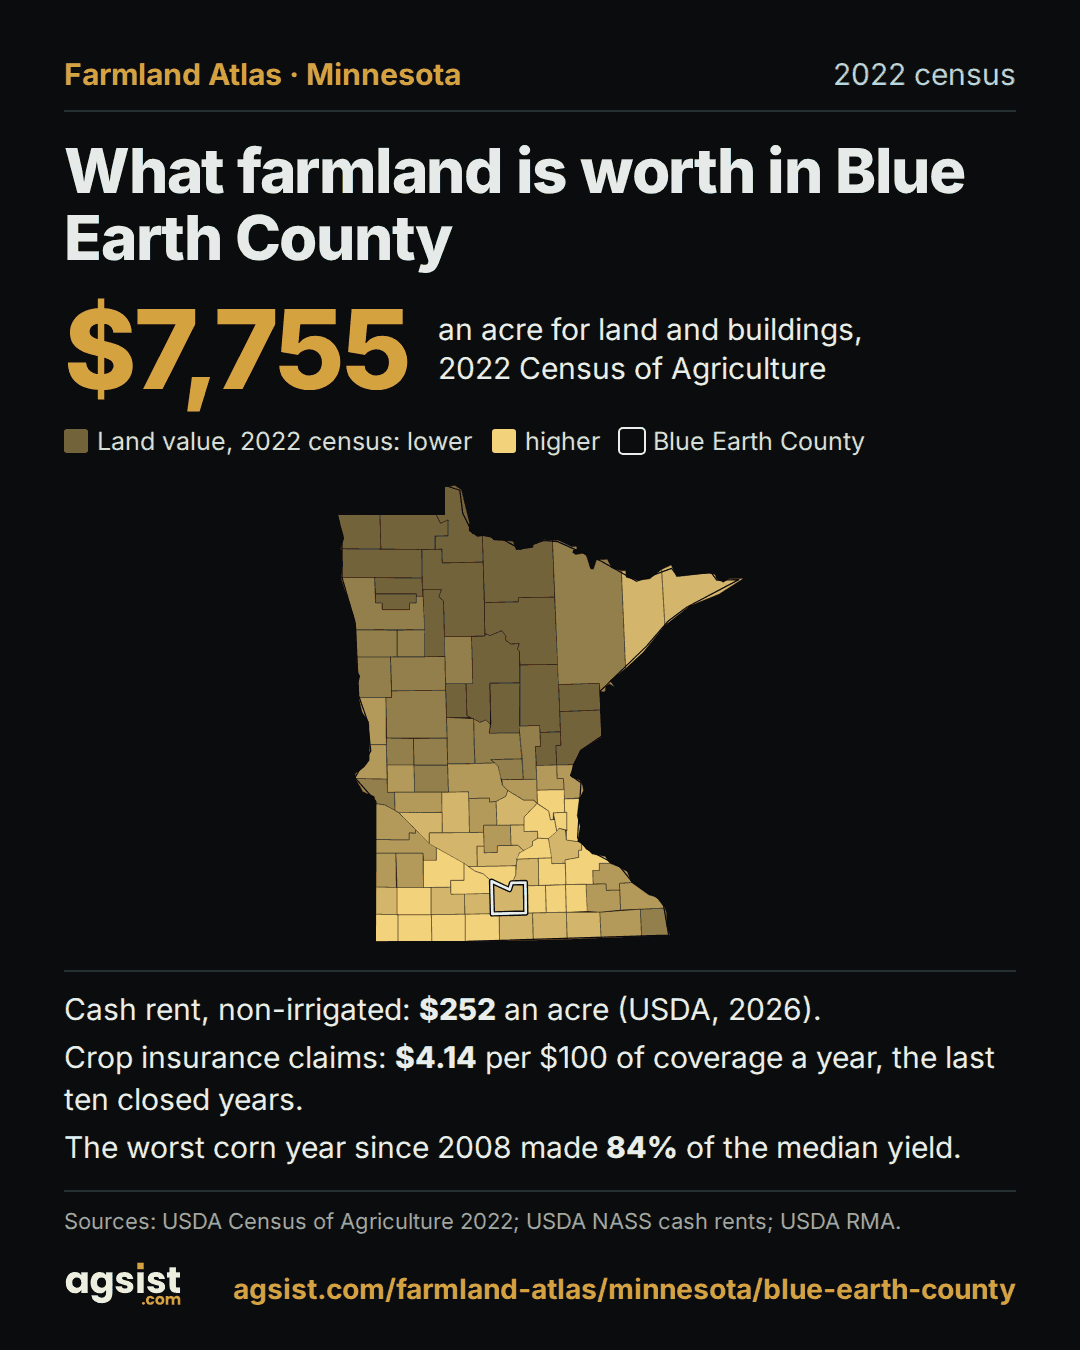 Farmland Atlas · Minnesota
2022 census
What farmland is worth in Blue
Earth County
$7,755
an acre for land and buildings,
2022 Census of Agriculture
Land value, 2022 census: lower
higher
Blue Earth County
Cash rent, non-irrigated: $252 an acre (USDA, 2026).
Crop insurance claims: $4.14 per $100 of coverage a year, the last
ten closed years.
The worst corn year since 2008 made 84% of the median yield.
Sources: USDA Census of Agriculture 2022; USDA NASS cash rents; USDA RMA.
agsist
.com
agsist.com/farmland-atlas/minnesota/blue-earth-county